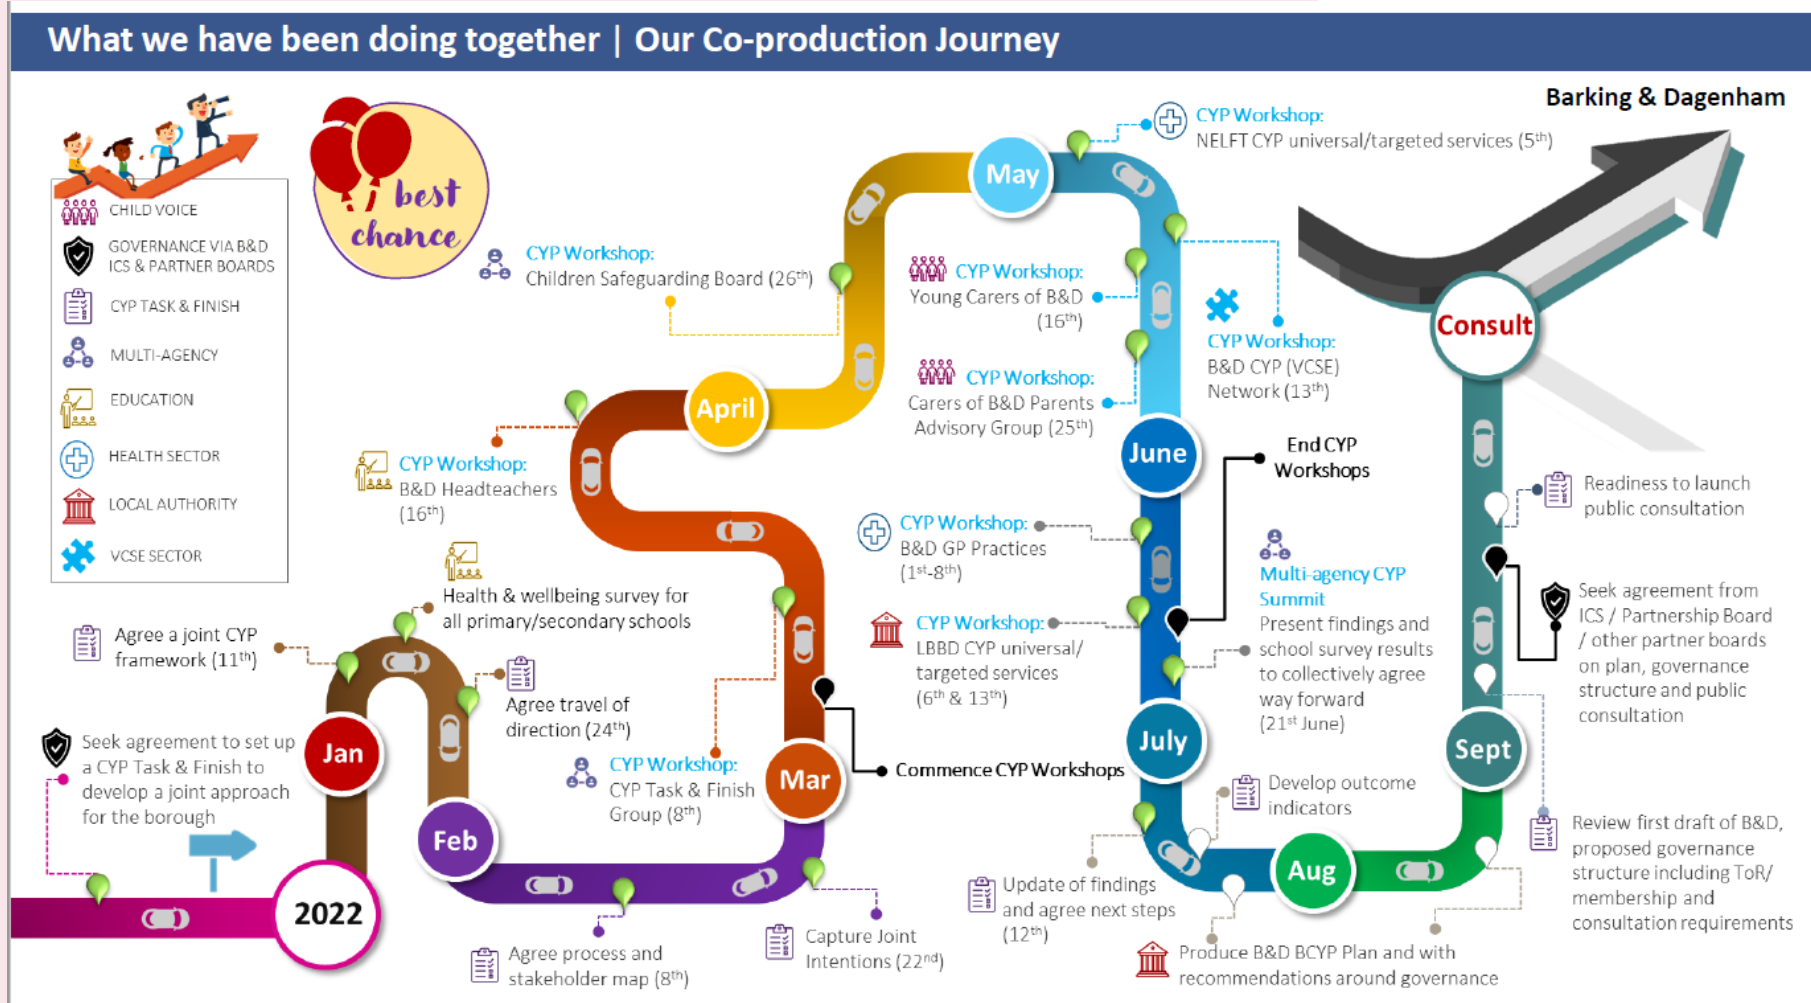 What we have been doing together | Our Co-production Journey
Barking & Dagenham
best
chance
CHILD VOICE
GOVERNANCE VIA B&D
ICS & PARTNER BOARDS
CYP TASK & FINISH
MULTI-AGENCY
EDUCATION
HEALTH SECTOR
LOCAL AUTHORITY
VCSE SECTOR
Seek agreement to set up
a CYP Task & Finish to
develop a joint approach
for the borough
2022
Jan
Agree a joint CYP
framework (11th)
Health & wellbeing survey for
all primary/secondary schools
Agree travel of
direction (24th)
Feb
Agree process and
stakeholder map (8th)
Capture Joint
Intentions (22nd)
Mar
Commence CYP Workshops
CYP Workshop:
CYP Task & Finish
Group (8th)
CYP Workshop:
B&D Headteachers
(16th)
April
CYP Workshop:
Children Safeguarding Board (26th)
May
CYP Workshop:
NELFT CYP universal/targeted services (5th)
CYP Workshop:
B&D CYP (VCSE)
Network (13th)
CYP Workshop:
Young Carers of B&D
(16th)
CYP Workshop:
Carers of B&D Parents
Advisory Group (25th)
June
CYP Workshop:
B&D GP Practices
(1st-8th)
CYP Workshop:
LBBD CYP universal/
targeted services
(6th & 13th)
End CYP
Workshops
Multi-agency CYP
Summit
Present findings and
school survey results
to collectively agree
way forward
(21st June)
July
Update of findings
and agree next steps
(12th)
Develop outcome
indicators
Produce B&D BCYP Plan and with
recommendations around governance
Aug
Sept
Review first draft of B&D,
proposed governance
structure including ToR/
membership and
consultation requirements
Seek agreement from
ICS / Partnership Board
/ other partner boards
on plan, governance
structure and public
consultation
Readiness to launch
public consultation
Consult